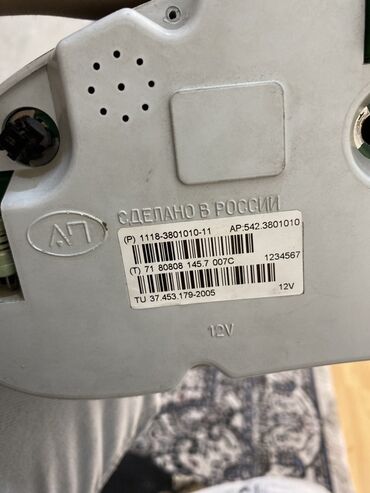 СДЕЛАНО В РОССИИ
АП
(P) 1118-3801010-11 AP:542.3801010
(T) 71 80808 145.7 007C 1234567
TU 37.453.179-2005 12V
12V